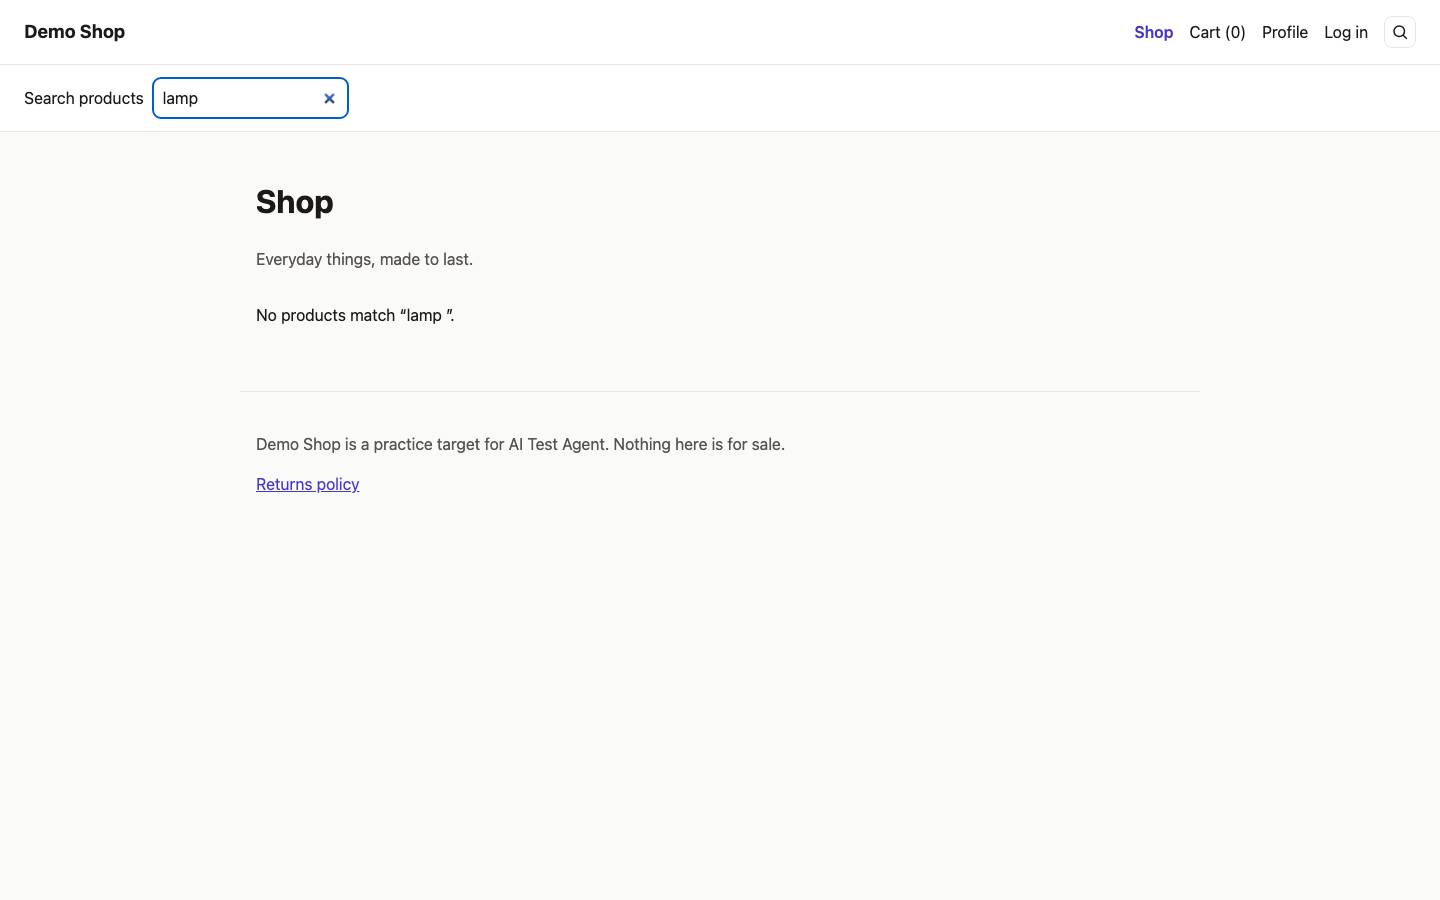 Demo Shop
Shop
Cart (0)
Profile
Log in
Search products
lamp
Shop
Everyday things, made to last.
No products match “lamp ”.
Demo Shop is a practice target for AI Test Agent. Nothing here is for sale.
Returns policy